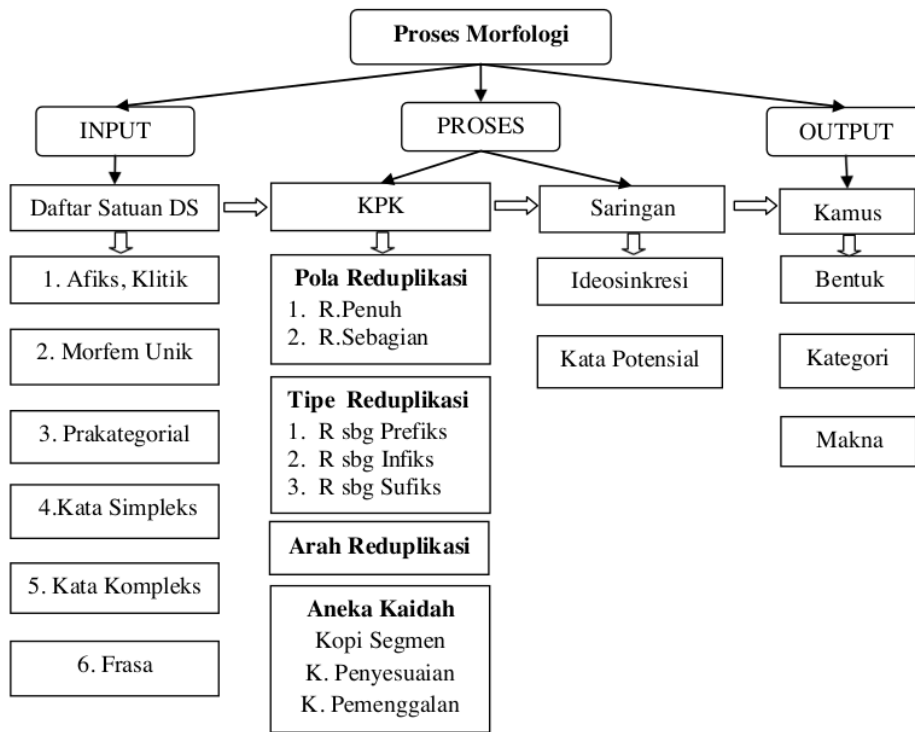 Proses Morfologi
INPUT
PROSES
OUTPUT
Daftar Satuan DS
KPK
Saringan
Kamus
1. Afiks, Klitik
2. Morfem Unik
3. Prakategorial
4.Kata Simpleks
5. Kata Kompleks
6. Frasa
Pola Reduplikasi
1. R.Penuh
2. R.Sebagian
Tipe Reduplikasi
1. R sbg Prefiks
2. R sbg Infiks
3. R sbg Sufiks
Arah Reduplikasi
Aneka Kaidah
Kopi Segmen
K. Penyesuaian
K. Pemenggalan
Ideosinkresi
Kata Potensial
Bentuk
Kategori
Makna